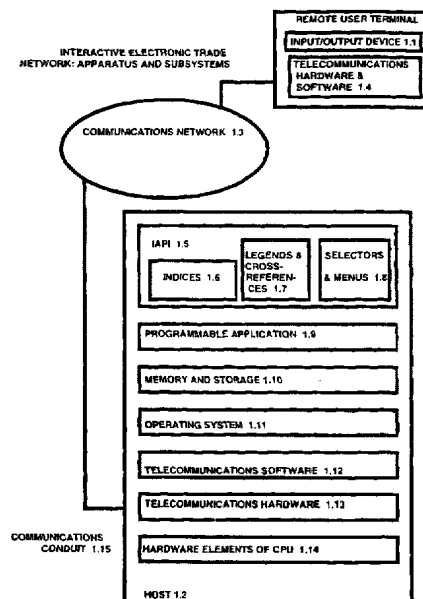 REMOTE USER TERMINAL
INPUT/OUTPUT DEVICE 1.1
TELECOMMUNICATIONS
HARDWARE &
SOFTWARE 1.4
INTERACTIVE ELECTRONIC TRADE
NETWORK: APPARATUS AND SUBSYSTEMS
COMMUNICATIONS NETWORK 1.3
IAPI 1.5
INDICES 1.6
LEGENDS &
CROSS-
REFEREN-
CES 1.7
SELECTORS
& MENUS 1.8
PROGRAMMABLE APPLICATION 1.9
MEMORY AND STORAGE 1.10
OPERATING SYSTEM 1.11
TELECOMMUNICATIONS SOFTWARE 1.12
TELECOMMUNICATIONS HARDWARE 1.13
COMMUNICATIONS
CONDUIT 1.15
HARDWARE ELEMENTS OF CPU 1.14
HOST 1.2